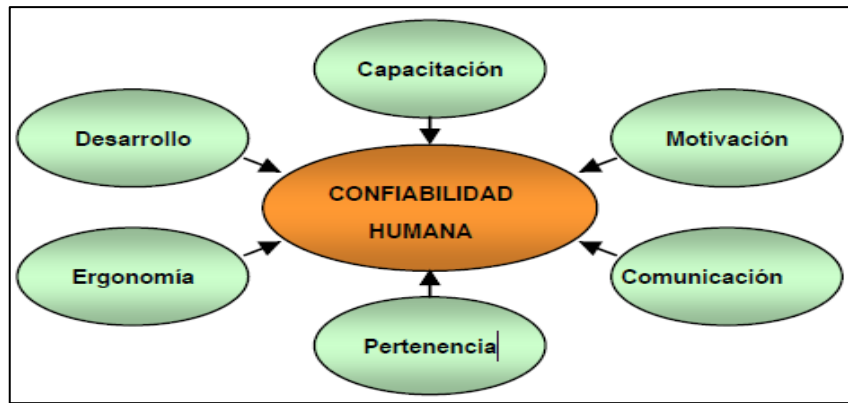 Capacitación
Desarrollo
Motivación
CONFIABILIDAD
HUMANA
Ergonomía
Comunicación
Pertenencia